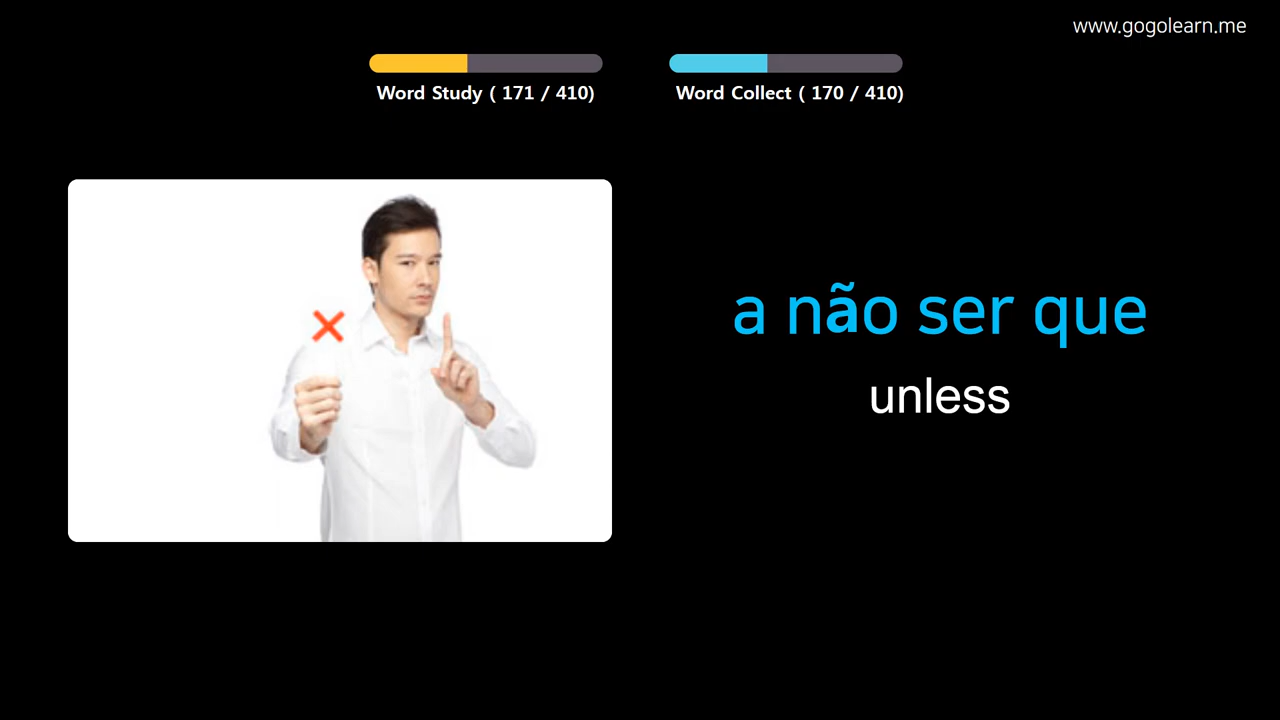 www.gogolearn.me
Word Study ( 171 / 410)
Word Collect ( 170 / 410)
a não ser que
unless